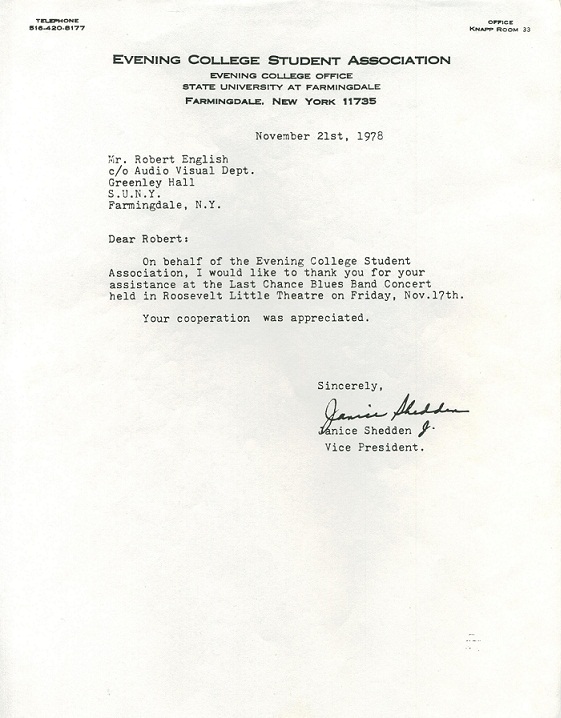 TELEPHONE
516-420-8177
OFFICE
KNAPP ROOM 33
EVENING COLLEGE STUDENT ASSOCIATION
EVENING COLLEGE OFFICE
STATE UNIVERSITY AT FARMINGDALE
FARMINGDALE, NEW YORK 11735
November 21st, 1978
Mr. Robert English
c/o Audio Visual Dept.
Greenley Hall
S.U.N.Y.
Farmingdale, N.Y.
Dear Robert:
On behalf of the Evening College Student
Association, I would like to thank you for your
assistance at the Last Chance Blues Band Concert
held in Roosevelt Little Theatre on Friday, Nov.17th.
Your cooperation was appreciated.
Sincerely,
Janice Shedden
Janice Shedden J.
Vice President.